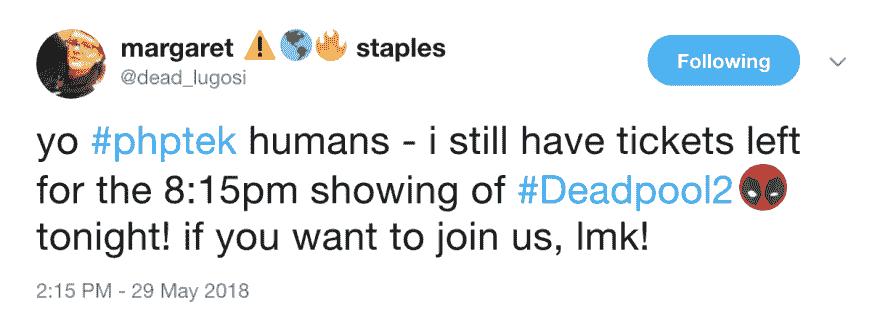 margaret ⚠️🌎🔥 staples
@dead_lugosi
Following
yo #phptek humans - i still have tickets left
for the 8:15pm showing of #Deadpool2
tonight! if you want to join us, lmk!
2:15 PM - 29 May 2018